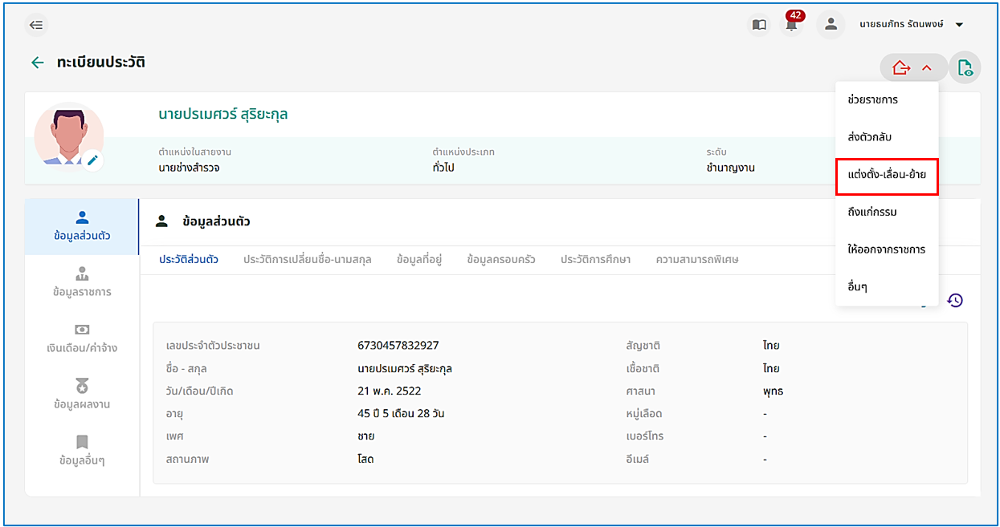 42
นายธนภัทร รัตนพงษ์
ทะเบียนประวัติ
นายปรเมศวร์ สุริยะกุล
ตำแหน่งในสายงาน
นายช่างสำรวจ
ตำแหน่งประเภท
ทั่วไป
ระดับ
ชำนาญงาน
ช่วยราชการ
ส่งตัวกลับ
แต่งตั้ง-เลื่อน-ย้าย
ถึงแก่กรรม
ให้ออกจากราชการ
อื่นๆ
ข้อมูลส่วนตัว
ข้อมูลราชการ
เงินเดือน/ค่าจ้าง
ข้อมูลผลงาน
ข้อมูลอื่นๆ
ข้อมูลส่วนตัว
ประวัติส่วนตัว ประวัติการเปลี่ยนชื่อ-นามสกุล ข้อมูลที่อยู่ ข้อมูลครอบครัว ประวัติการศึกษา ความสามารถพิเศษ
เลขประจำตัวประชาชน 6730457832927 สัญชาติ ไทย
ชื่อ - สกุล นายปรเมศวร์ สุริยะกุล เชื้อชาติ ไทย
วัน/เดือน/ปีเกิด 21 พ.ค. 2522 ศาสนา พุทธ
อายุ 45 ปี 5 เดือน 28 วัน หมู่เลือด -
เพศ ชาย เบอร์โทร -
สถานภาพ โสด อีเมล์ -